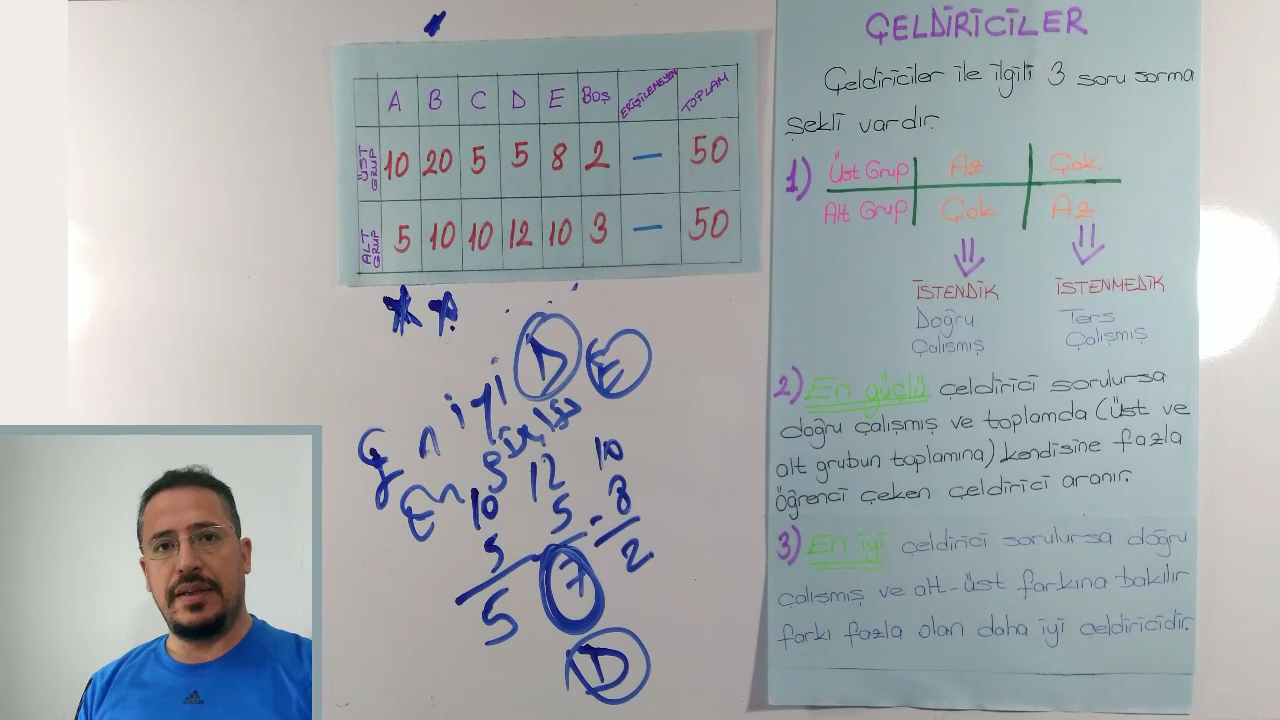 A B C D E Boş ERİŞİLEMEYEN TOPLAM
ÜST GRUP 10 20 5 5 8 2 — 50
ALT GRUP 5 10 10 12 10 3 — 50
En iyi D E
En
10 12 10
5 5 - 8
5 7 2
D
ÇELDİRİCİLER
Çeldiriciler ile ilgili 3 soru sorma
şekli vardır.
1) Üst Grup Az Çok
Alt Grup Çok Az
İSTENDİK İSTENMEDİK
Doğru Ters
Çalışmış Çalışmış
2) En güçlü çeldirici sorulursa
doğru çalışmış ve toplamda (üst ve
alt grubun toplamına) kendisine fazla
öğrenci çeken çeldirici aranır.
3) En iyi çeldirici sorulursa doğru
çalışmış ve alt-üst farkına bakılır
farkı fazla olan daha iyi çeldiricidir.
adidas